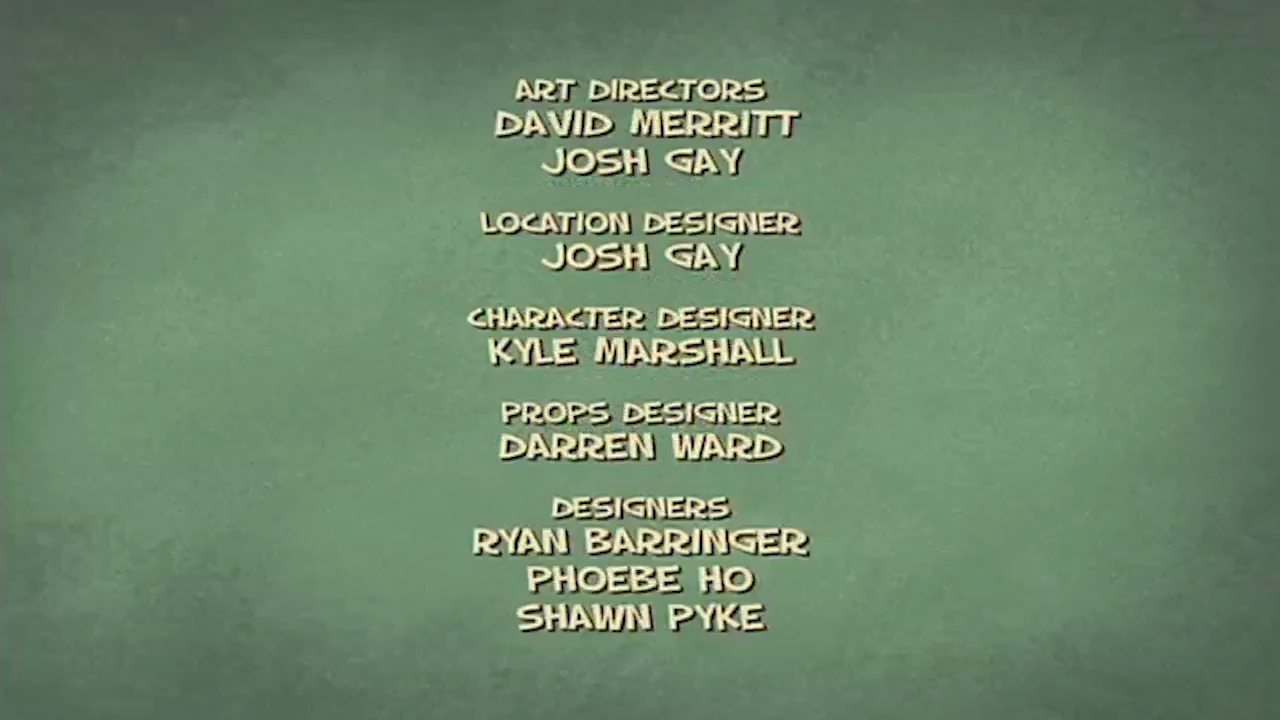 ART DIRECTORS
DAVID MERRITT
JOSH GAY
LOCATION DESIGNER
JOSH GAY
CHARACTER DESIGNER
KYLE MARSHALL
PROPS DESIGNER
DARREN WARD
DESIGNERS
RYAN BARRINGER
PHOEBE HO
SHAWN PYKE